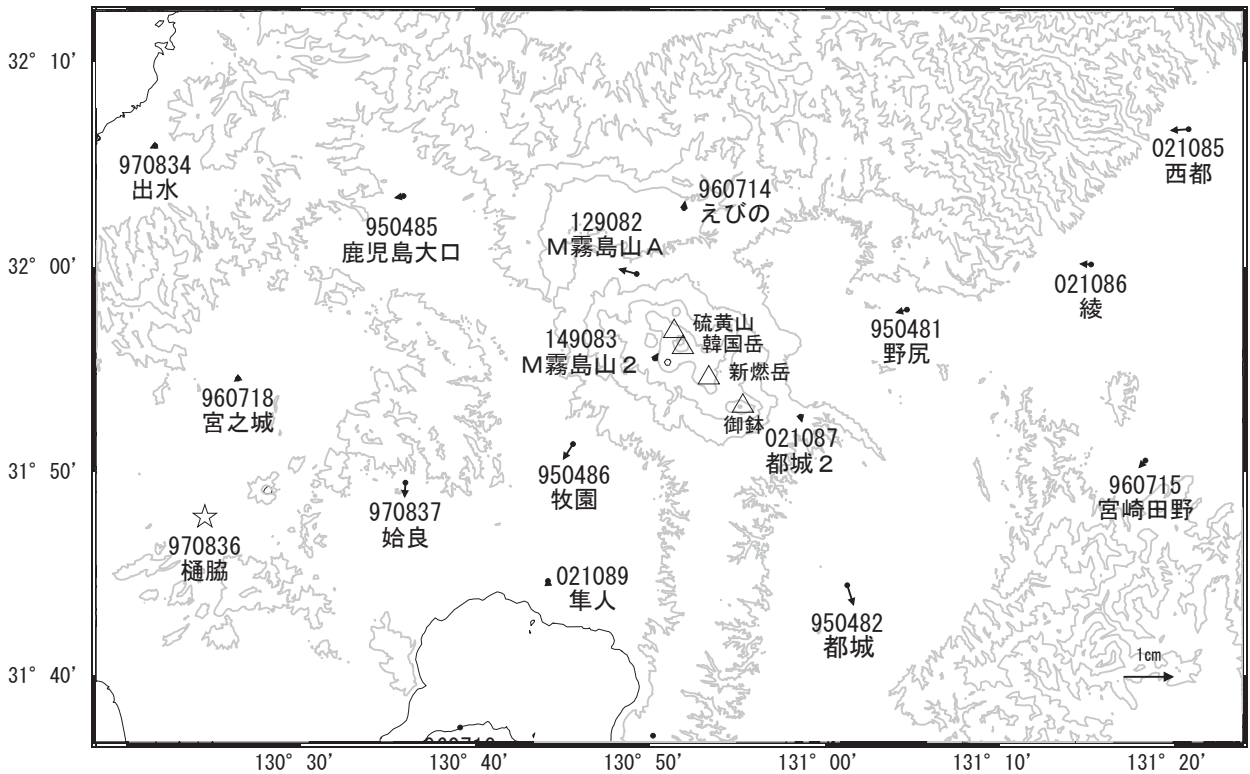 32° 10'
021085
西都
970834
出水
960714
えびの
950485
鹿児島大口
129082
M霧島山A
32° 00'
021086
綾
950481
野尻
硫黄山
韓国岳
149083
M霧島山2
新燃岳
960718
宮之城
御鉢
021087
都城2
31° 50'
950486
牧園
960715
宮崎田野
970837
姶良
970836
樋脇
021089
隼人
950482
都城
1cm
31° 40'
130° 30'
130° 40'
130° 50'
131° 00'
131° 10'
131° 20'